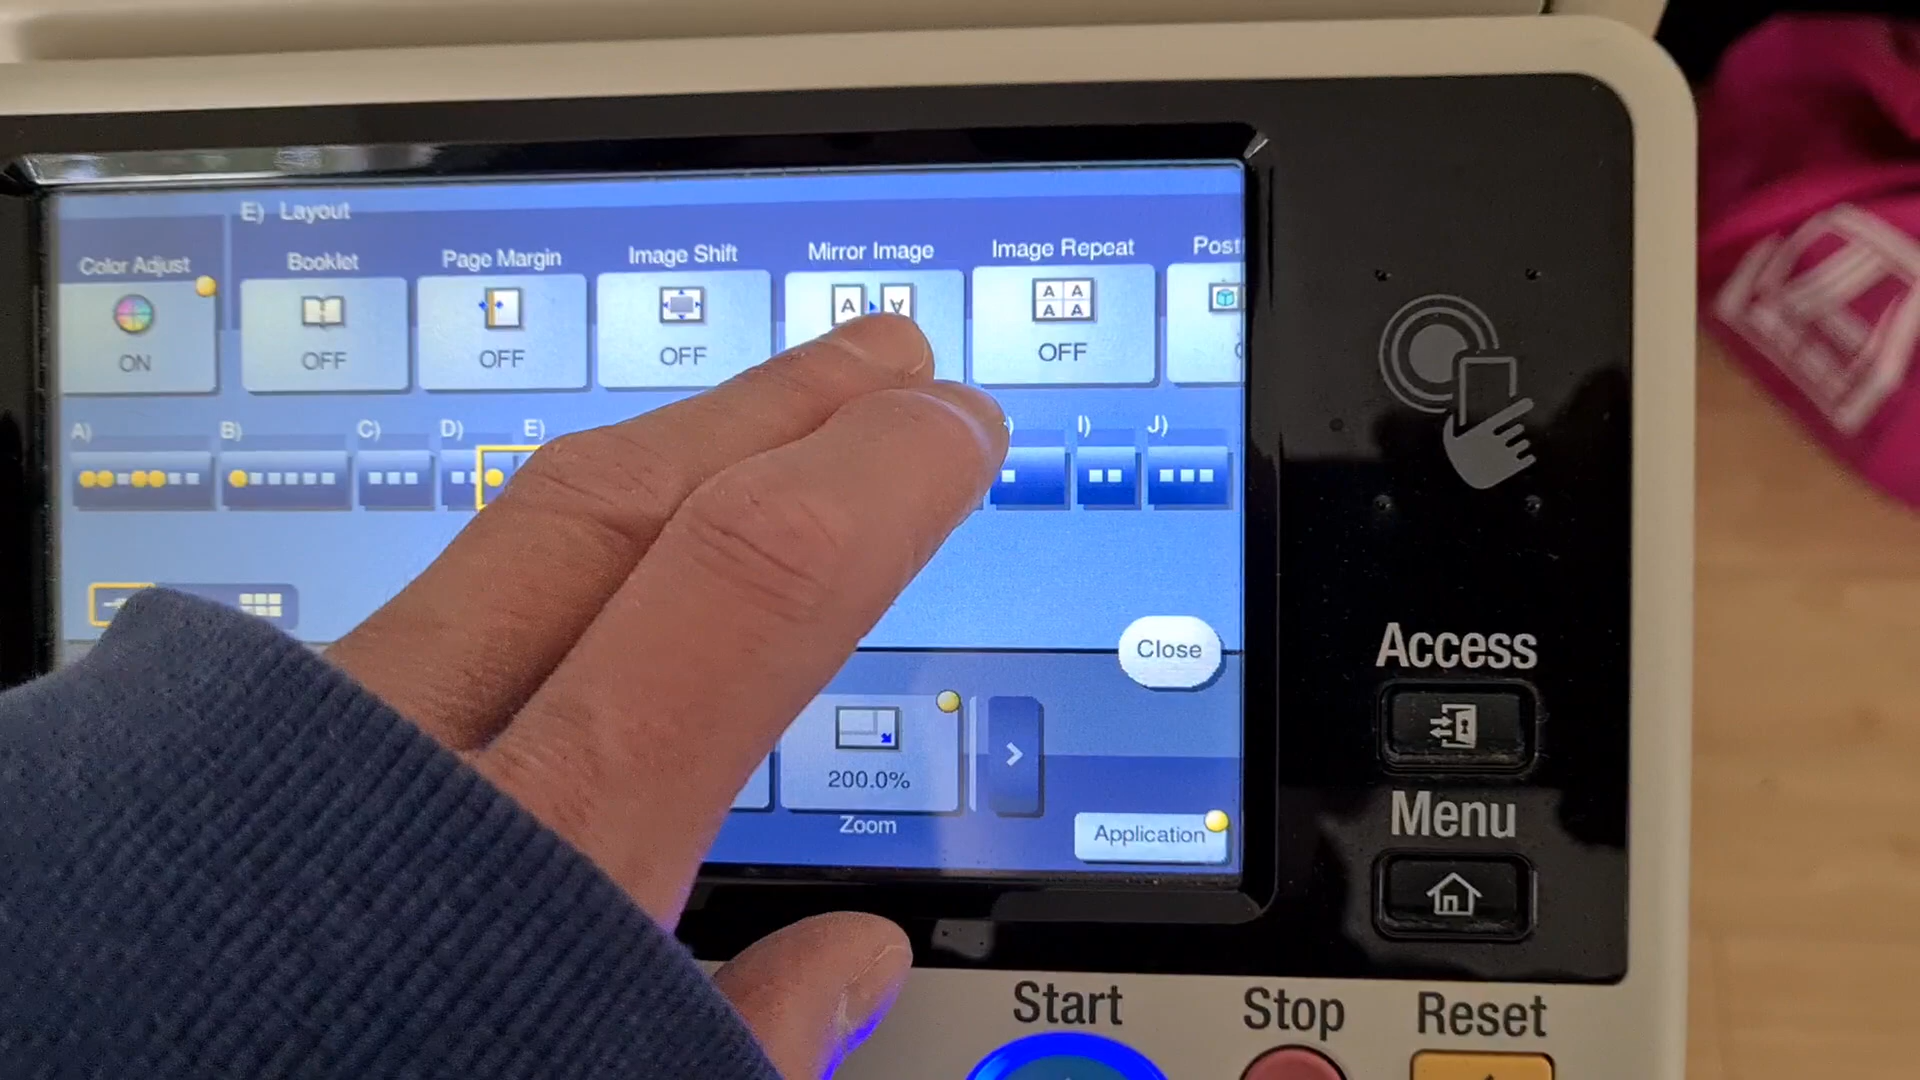 E) Layout
Color Adjust
Booklet
Page Margin
Image Shift
Mirror Image
Image Repeat
Post
ON
OFF
OFF
OFF
A
A
A A
A A
OFF
A)
B)
C)
D)
E)
I)
J)
Close
200.0%
Zoom
Application
Access
Menu
Start
Stop
Reset